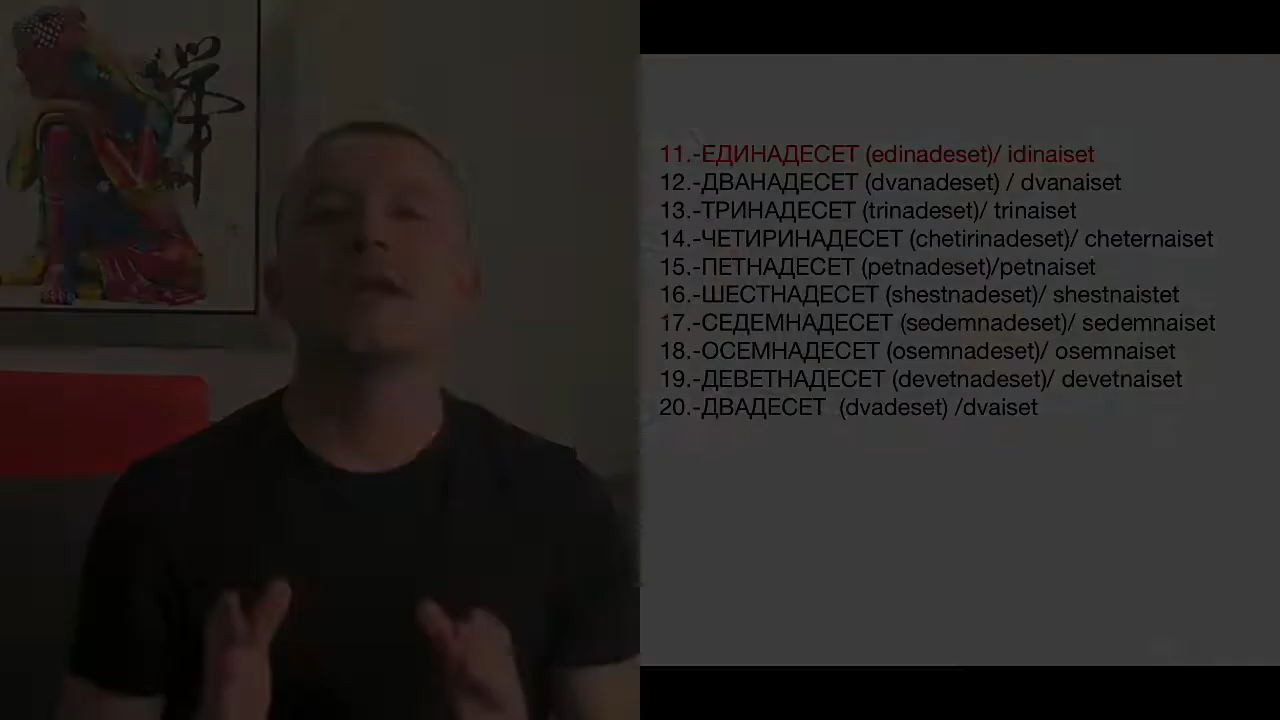 禅
11.-ЕДИНАДЕСЕТ (edinadeset)/ idinaiset
12.-ДВАНАДЕСЕТ (dvanadeset) / dvanaiset
13.-ТРИНАДЕСЕТ (trinadeset)/ trinaiset
14.-ЧЕТИРИНАДЕСЕТ (chetirinadeset)/ cheternaiset
15.-ПЕТНАДЕСЕТ (petnadeset)/petnaiset
16.-ШЕСТНАДЕСЕТ (shestnadeset)/ shestnaistet
17.-СЕДЕМНАДЕСЕТ (sedemnadeset)/ sedemnaiset
18.-ОСЕМНАДЕСЕТ (osemnadeset)/ osemnaiset
19.-ДЕВЕТНАДЕСЕТ (devetnadeset)/ devetnaiset
20.-ДВАДЕСЕТ  (dvadeset) /dvaiset